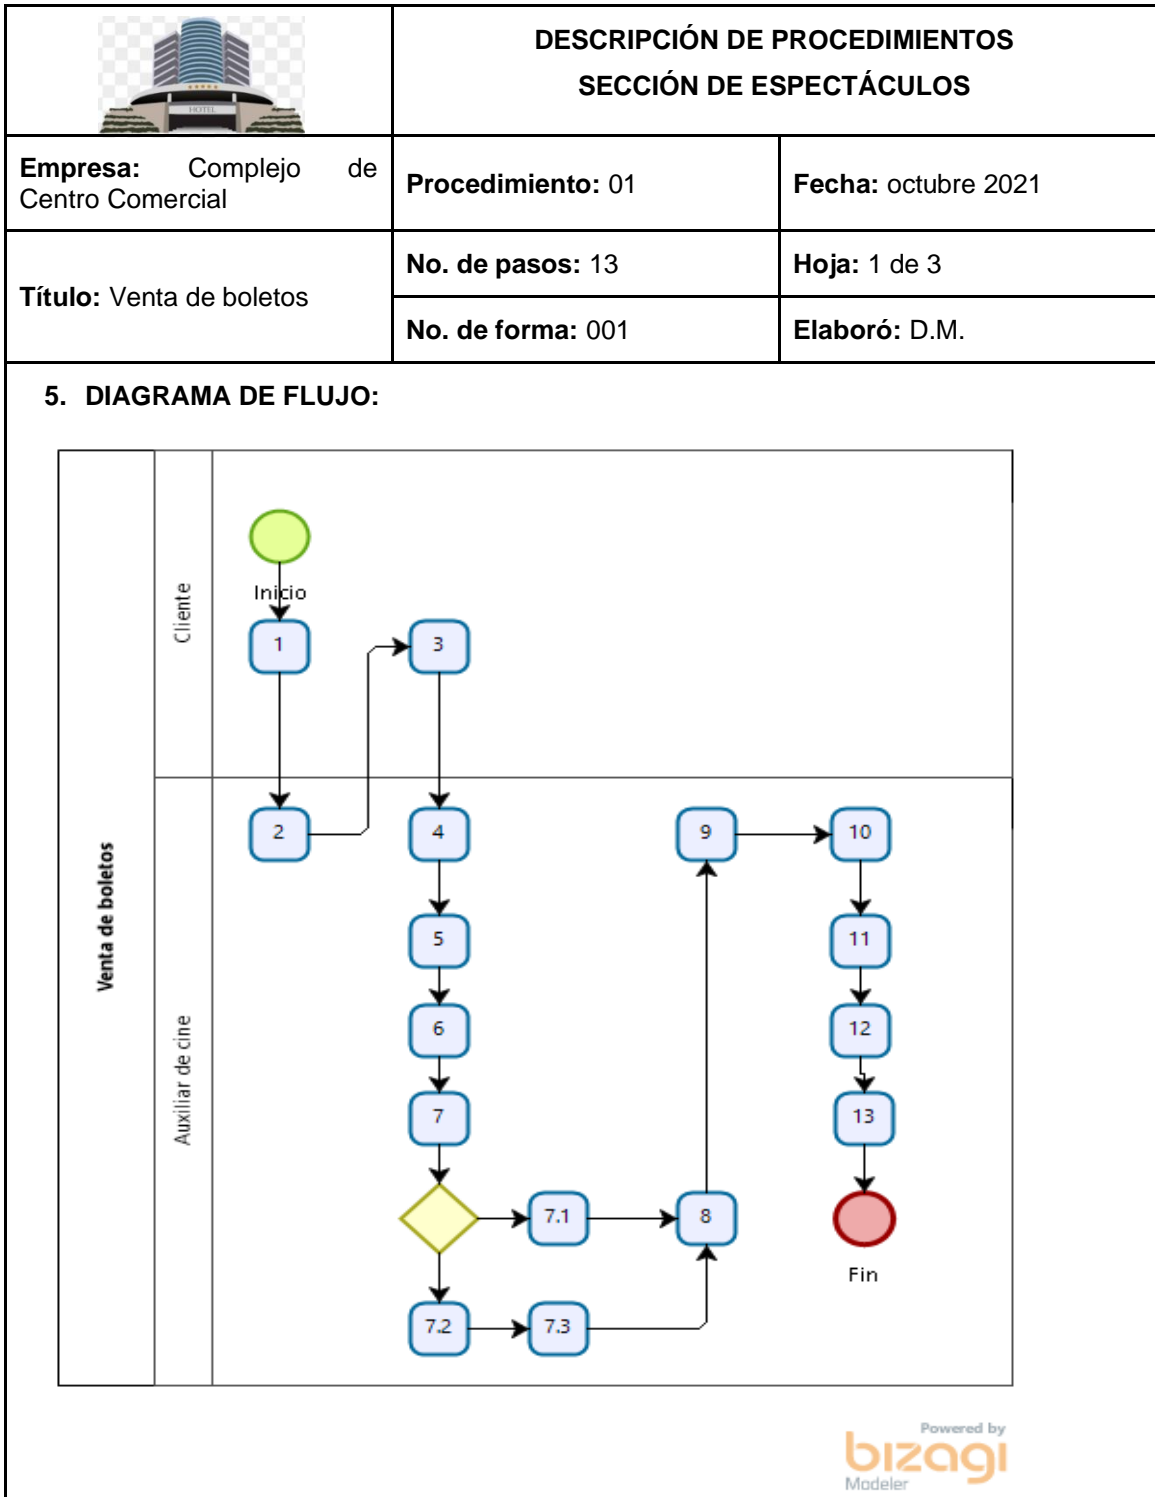 HOTEL
DESCRIPCIÓN DE PROCEDIMIENTOS
SECCIÓN DE ESPECTÁCULOS
Empresa: Complejo de
Centro Comercial
Procedimiento: 01
Fecha: octubre 2021
Título: Venta de boletos
No. de pasos: 13
Hoja: 1 de 3
No. de forma: 001
Elaboró: D.M.
5. DIAGRAMA DE FLUJO:
Venta de boletos
Cliente
Inicio
1
3
Auxiliar de cine
2
4
9
10
5
11
6
12
7
13
7.1
8
Fin
7.2
7.3
Powered by
bizagi
Modeler